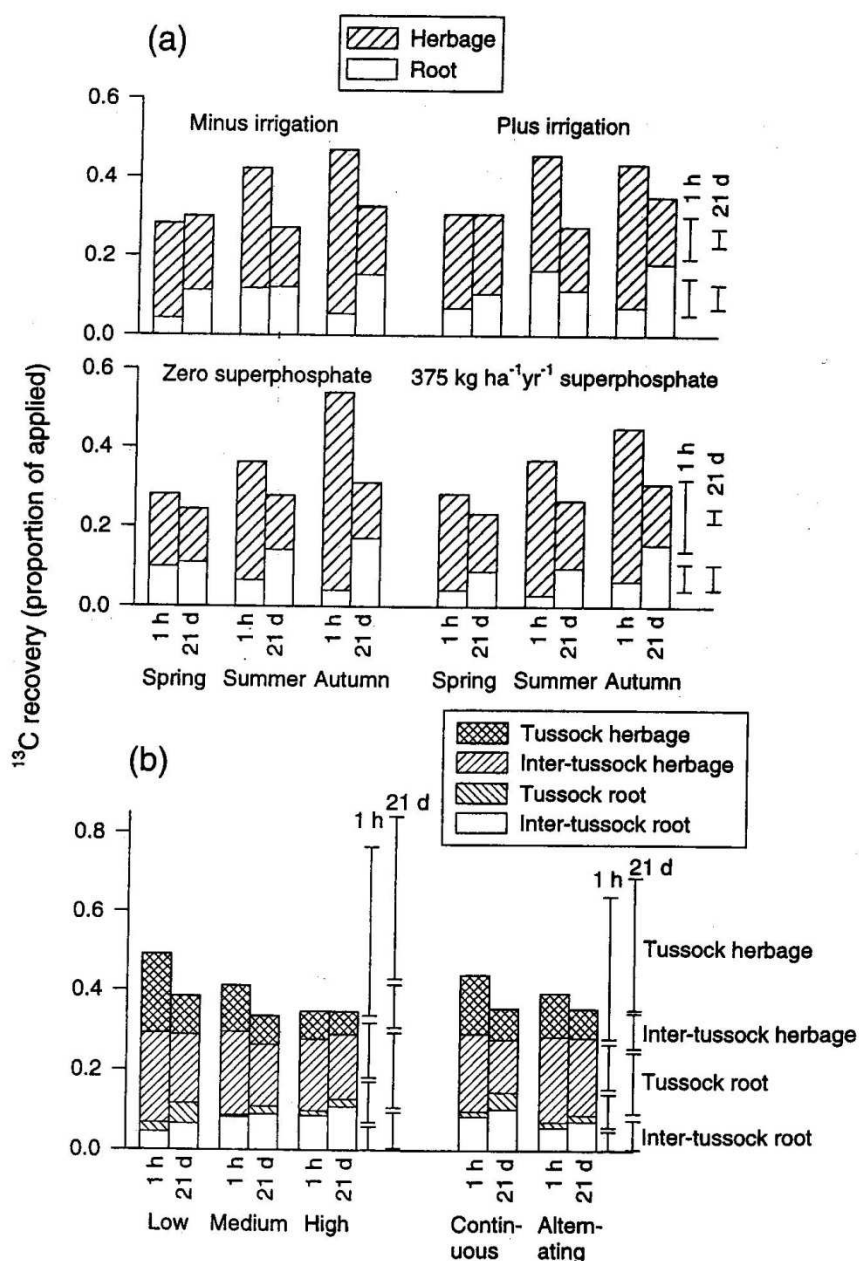 (a)
Herbage
Root
0.6
0.4
0.2
0.0
Minus irrigation
Plus irrigation
1 h
21 d
0.6
0.4
0.2
0.0
Zero superphosphate
375 kg ha⁻¹yr⁻¹ superphosphate
1 h
21 d
1 h 21 d 1 h 21 d 1 h 21 d 1 h 21 d 1 h 21 d 1 h 21 d
Spring Summer Autumn Spring Summer Autumn
¹³C recovery (proportion of applied)
(b)
Tussock herbage
Inter-tussock herbage
Tussock root
Inter-tussock root
0.8
0.6
0.4
0.2
0.0
1 h
21 d
1 h
21 d
Tussock herbage
Inter-tussock herbage
Tussock root
Inter-tussock root
1 h 21 d 1 h 21 d 1 h 21 d 1 h 21 d 1 h 21 d
Low Medium High Contin- Altern-
uous ating